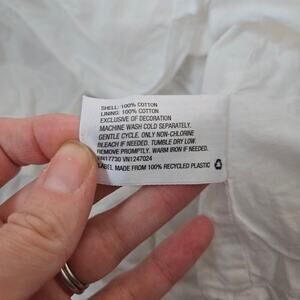 SHELL: 100% COTTON
LINING: 100% COTTON
EXCLUSIVE OF DECORATION
MACHINE WASH COLD SEPARATELY.
GENTLE CYCLE. ONLY NON-CHLORINE
BLEACH IF NEEDED. TUMBLE DRY LOW.
REMOVE PROMPTLY. WARM IRON IF NEEDED.
VN1247024
LABEL MADE FROM 100% RECYCLED PLASTIC